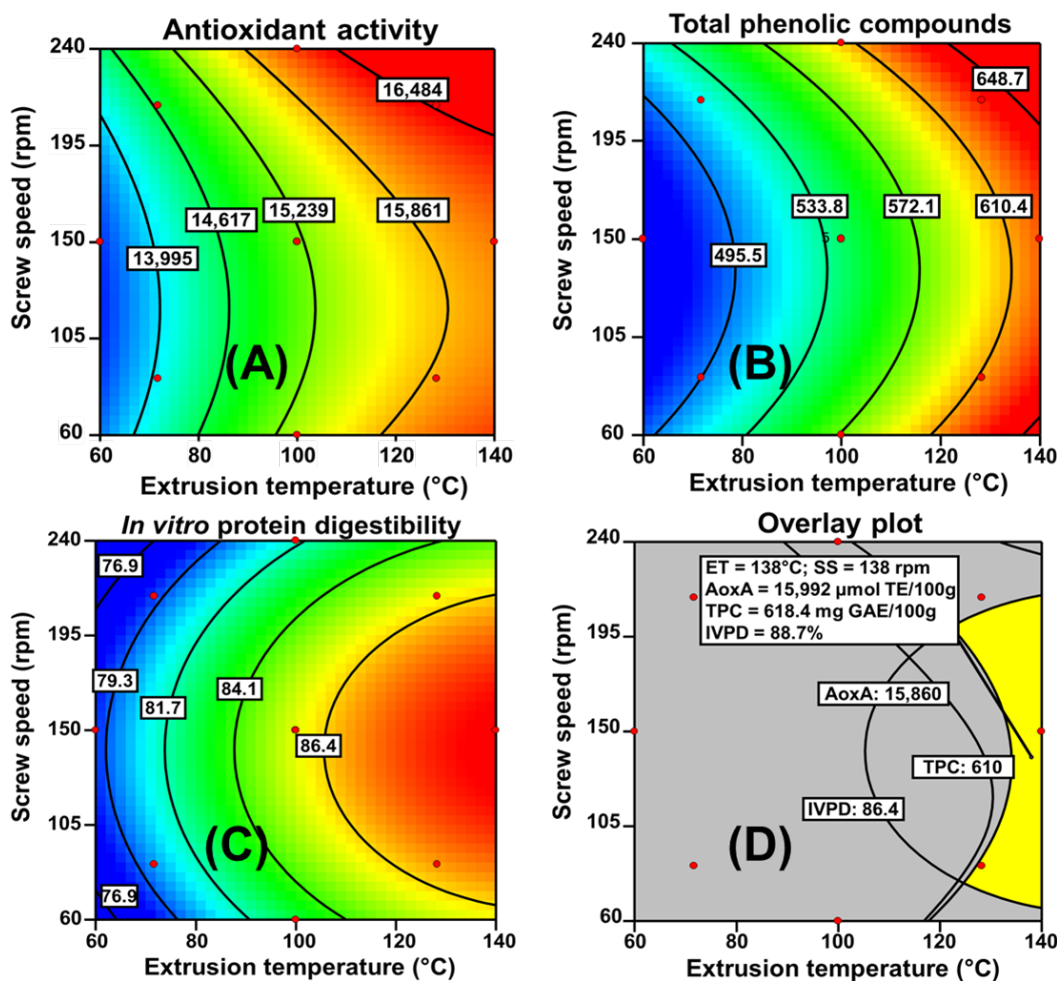 Antioxidant activity
240
195
150
105
60
Screw speed (rpm)
16,484
15,861
15,239
14,617
13,995
(A)
60 80 100 120 140
Extrusion temperature (°C)
Total phenolic compounds
240
195
150
105
60
Screw speed (rpm)
648.7
610.4
572.1
533.8
5
495.5
(B)
60 80 100 120 140
Extrusion temperature (°C)
In vitro protein digestibility
240
195
150
105
60
Screw speed (rpm)
76.9
79.3
81.7
84.1
86.4
76.9
(C)
60 80 100 120 140
Extrusion temperature (°C)
Overlay plot
240
195
150
105
60
Screw speed (rpm)
ET = 138°C; SS = 138 rpm
AoxA = 15,992 µmol TE/100g
TPC = 618.4 mg GAE/100g
IVPD = 88.7%
AoxA: 15,860
TPC: 610
IVPD: 86.4
(D)
60 80 100 120 140
Extrusion temperature (°C)